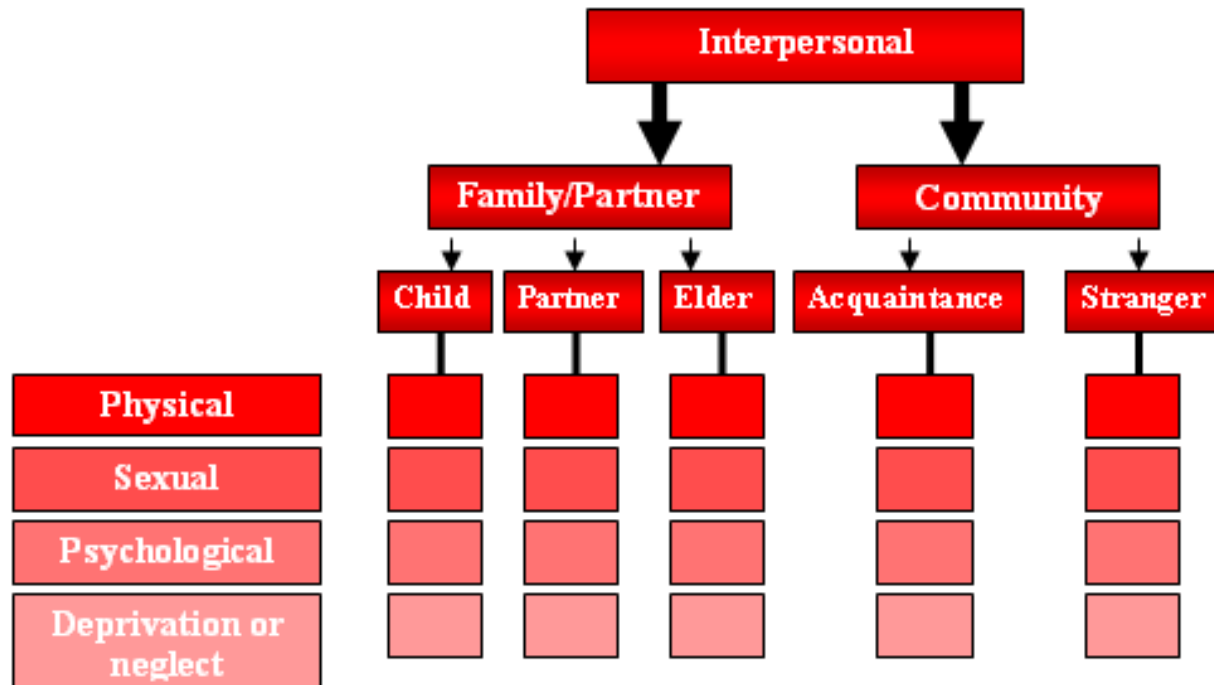 Interpersonal
Family/Partner
Community
Child
Partner
Elder
Acquaintance
Stranger
Physical
Sexual
Psychological
Deprivation or
neglect